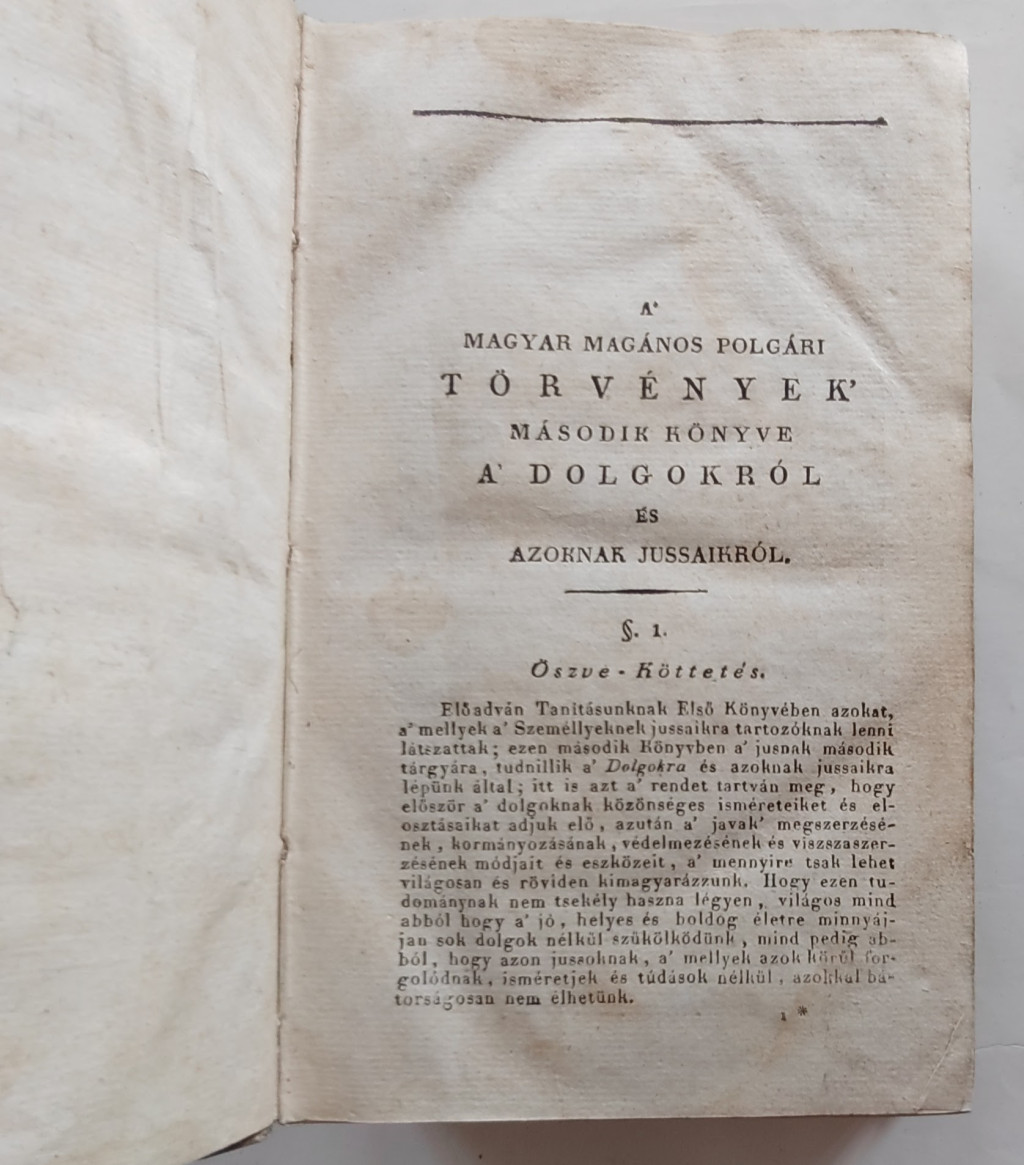 A'
MAGYAR MAGÁNOS POLGÁRI
TÖRVÉNYEK'
MÁSODIK KÖNYVE
A' DOLGOKRÓL
ÉS
AZOKNAK JUSSAIKRÓL.
§. 1.
Öszve-Köttetés.
Előadván Tanításunknak Első Könyvében azokat,
a' mellyek a' Személlyeknek jussaikra tartozóknak lenni
látszattak; ezen második Könyvben a' jusnak második
tárgyára, tudnillik a' Dolgokra és azoknak jussaikra
lépünk által; itt is azt a' rendet tartván meg, hogy
először a' dolgoknak közönséges isméreteiket és el-
osztásaikat adjuk elő, azután a' javak' megszerzésé-
nek, kormányozásának, védelmezésének és viszszaszer-
zésének módjait és eszközeit, a' mennyire tsak lehet
világosan és röviden kimagyarázzunk. Hogy ezen tu-
dománynak nem tsekély haszna légyen, világos mind
abból hogy a' jó, helyes és boldog életre minnyáj-
jan sok dolgok nélkül szűkölködünk, mind pedig ab-
ból, hogy azon jussoknak, a' mellyek azok körűl for-
golódnak, isméretjek és túdások nélkül, azokkal bá-
torságosan nem élhetünk.
1 *